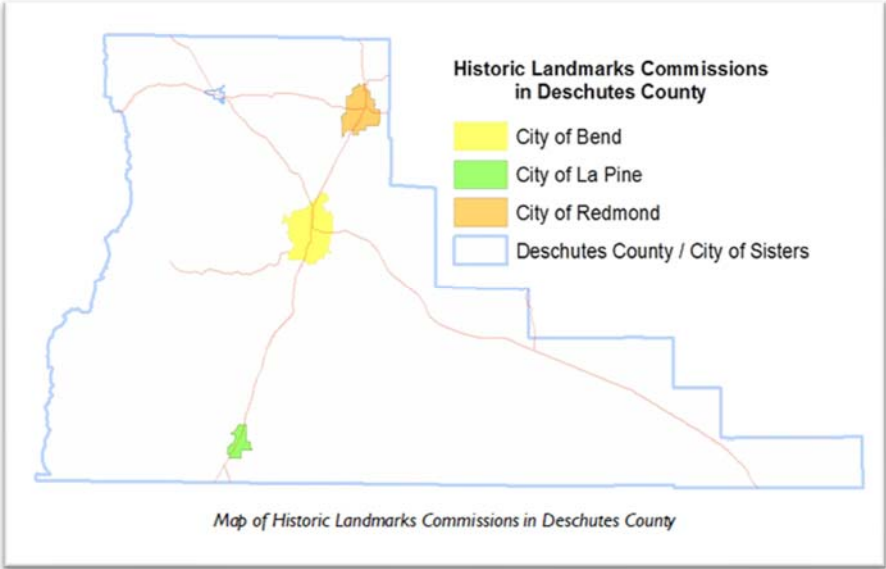 Historic Landmarks Commissions
in Deschutes County
City of Bend
City of La Pine
City of Redmond
Deschutes County / City of Sisters
Map of Historic Landmarks Commissions in Deschutes County